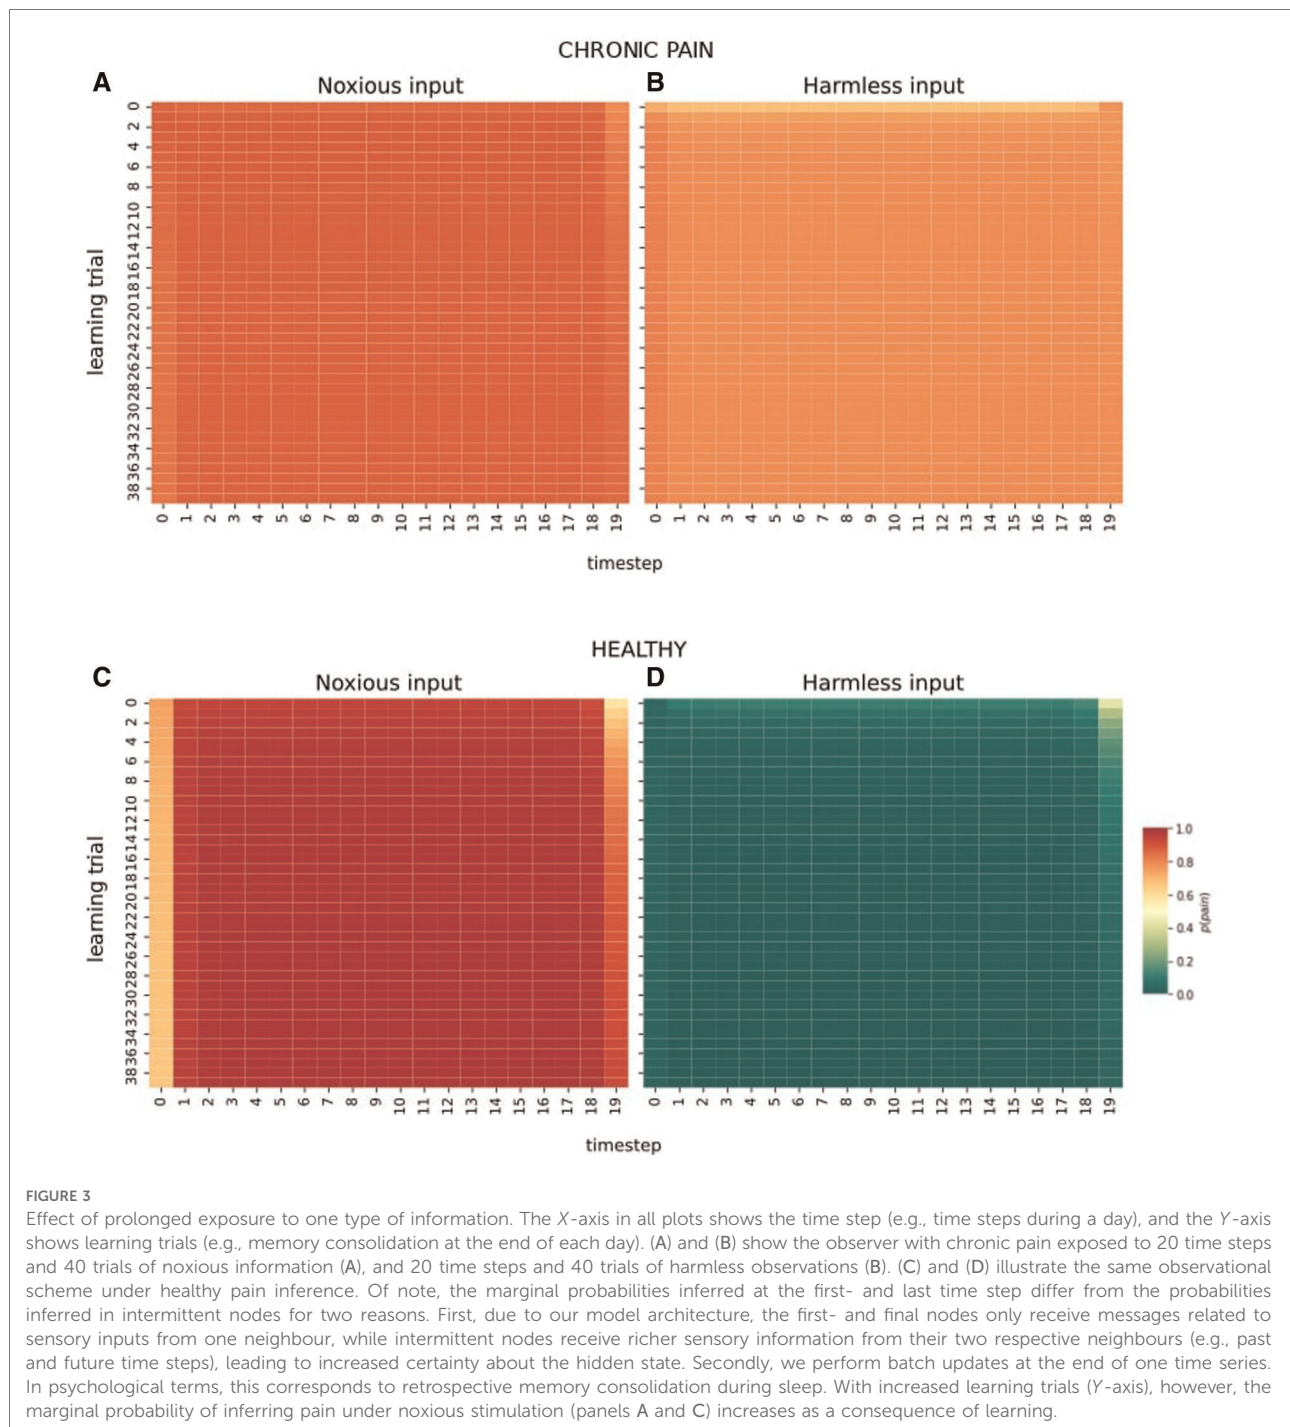 CHRONIC PAIN
A
Noxious input
B
Harmless input
learning trial
0
2
4
6
8
10
12
14
16
18
20
22
24
26
28
30
32
34
36
38
0 1 2 3 4 5 6 7 8 9 10 11 12 13 14 15 16 17 18 19
0 1 2 3 4 5 6 7 8 9 10 11 12 13 14 15 16 17 18 19
timestep
HEALTHY
C
Noxious input
D
Harmless input
learning trial
0
2
4
6
8
10
12
14
16
18
20
22
24
26
28
30
32
34
36
38
0 1 2 3 4 5 6 7 8 9 10 11 12 13 14 15 16 17 18 19
0 1 2 3 4 5 6 7 8 9 10 11 12 13 14 15 16 17 18 19
timestep
1.0
0.8
0.6
0.4
0.2
0.0
p(pain)
FIGURE 3
Effect of prolonged exposure to one type of information. The X-axis in all plots shows the time step (e.g., time steps during a day), and the Y-axis
shows learning trials (e.g., memory consolidation at the end of each day). (A) and (B) show the observer with chronic pain exposed to 20 time steps
and 40 trials of noxious information (A), and 20 time steps and 40 trials of harmless observations (B). (C) and (D) illustrate the same observational
scheme under healthy pain inference. Of note, the marginal probabilities inferred at the first- and last time step differ from the probabilities
inferred in intermittent nodes for two reasons. First, due to our model architecture, the first- and final nodes only receive messages related to
sensory inputs from one neighbour, while intermittent nodes receive richer sensory information from their two respective neighbours (e.g., past
and future time steps), leading to increased certainty about the hidden state. Secondly, we perform batch updates at the end of one time series.
In psychological terms, this corresponds to retrospective memory consolidation during sleep. With increased learning trials (Y-axis), however, the
marginal probability of inferring pain under noxious stimulation (panels A and C) increases as a consequence of learning.